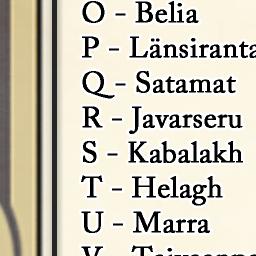 O - Belia
P - Länsiranta
Q - Satamat
R - Javarseru
S - Kabalakh
T - Helagh
U - Marra